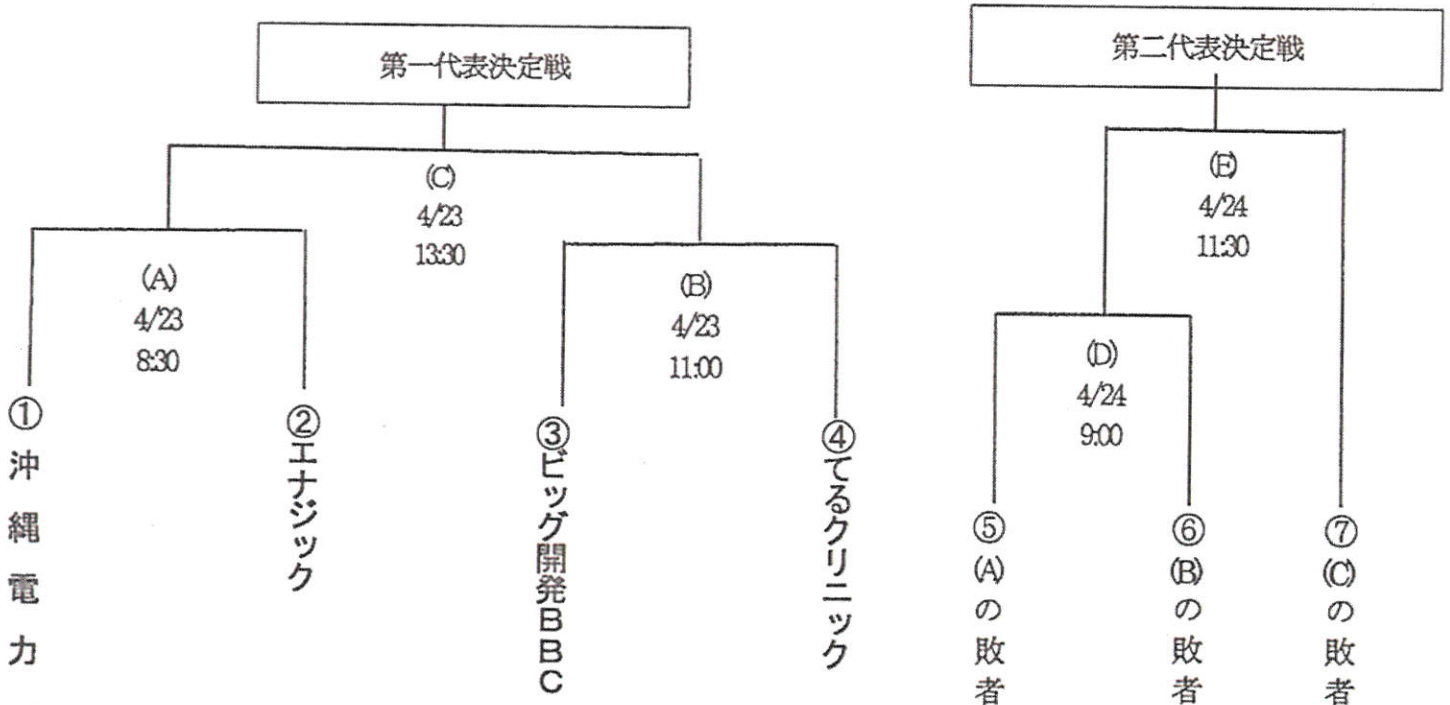 第一代表決定戦
(C)
4/23
13:30
(A)
4/23
8:30
(B)
4/23
11:00
①沖縄電力
②エナジック
③ビッグ開発BBC
④てるクリニック
第二代表決定戦
(E)
4/24
11:30
(D)
4/24
9:00
⑤(A)の敗者
⑥(B)の敗者
⑦(C)の敗者